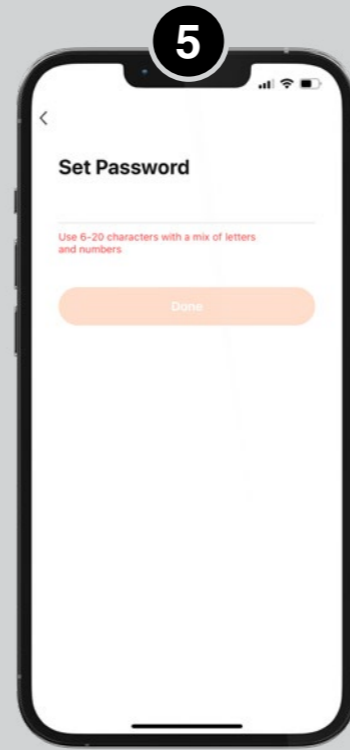 5
Set Password
Use 6-20 characters with a mix of letters
and numbers
Done